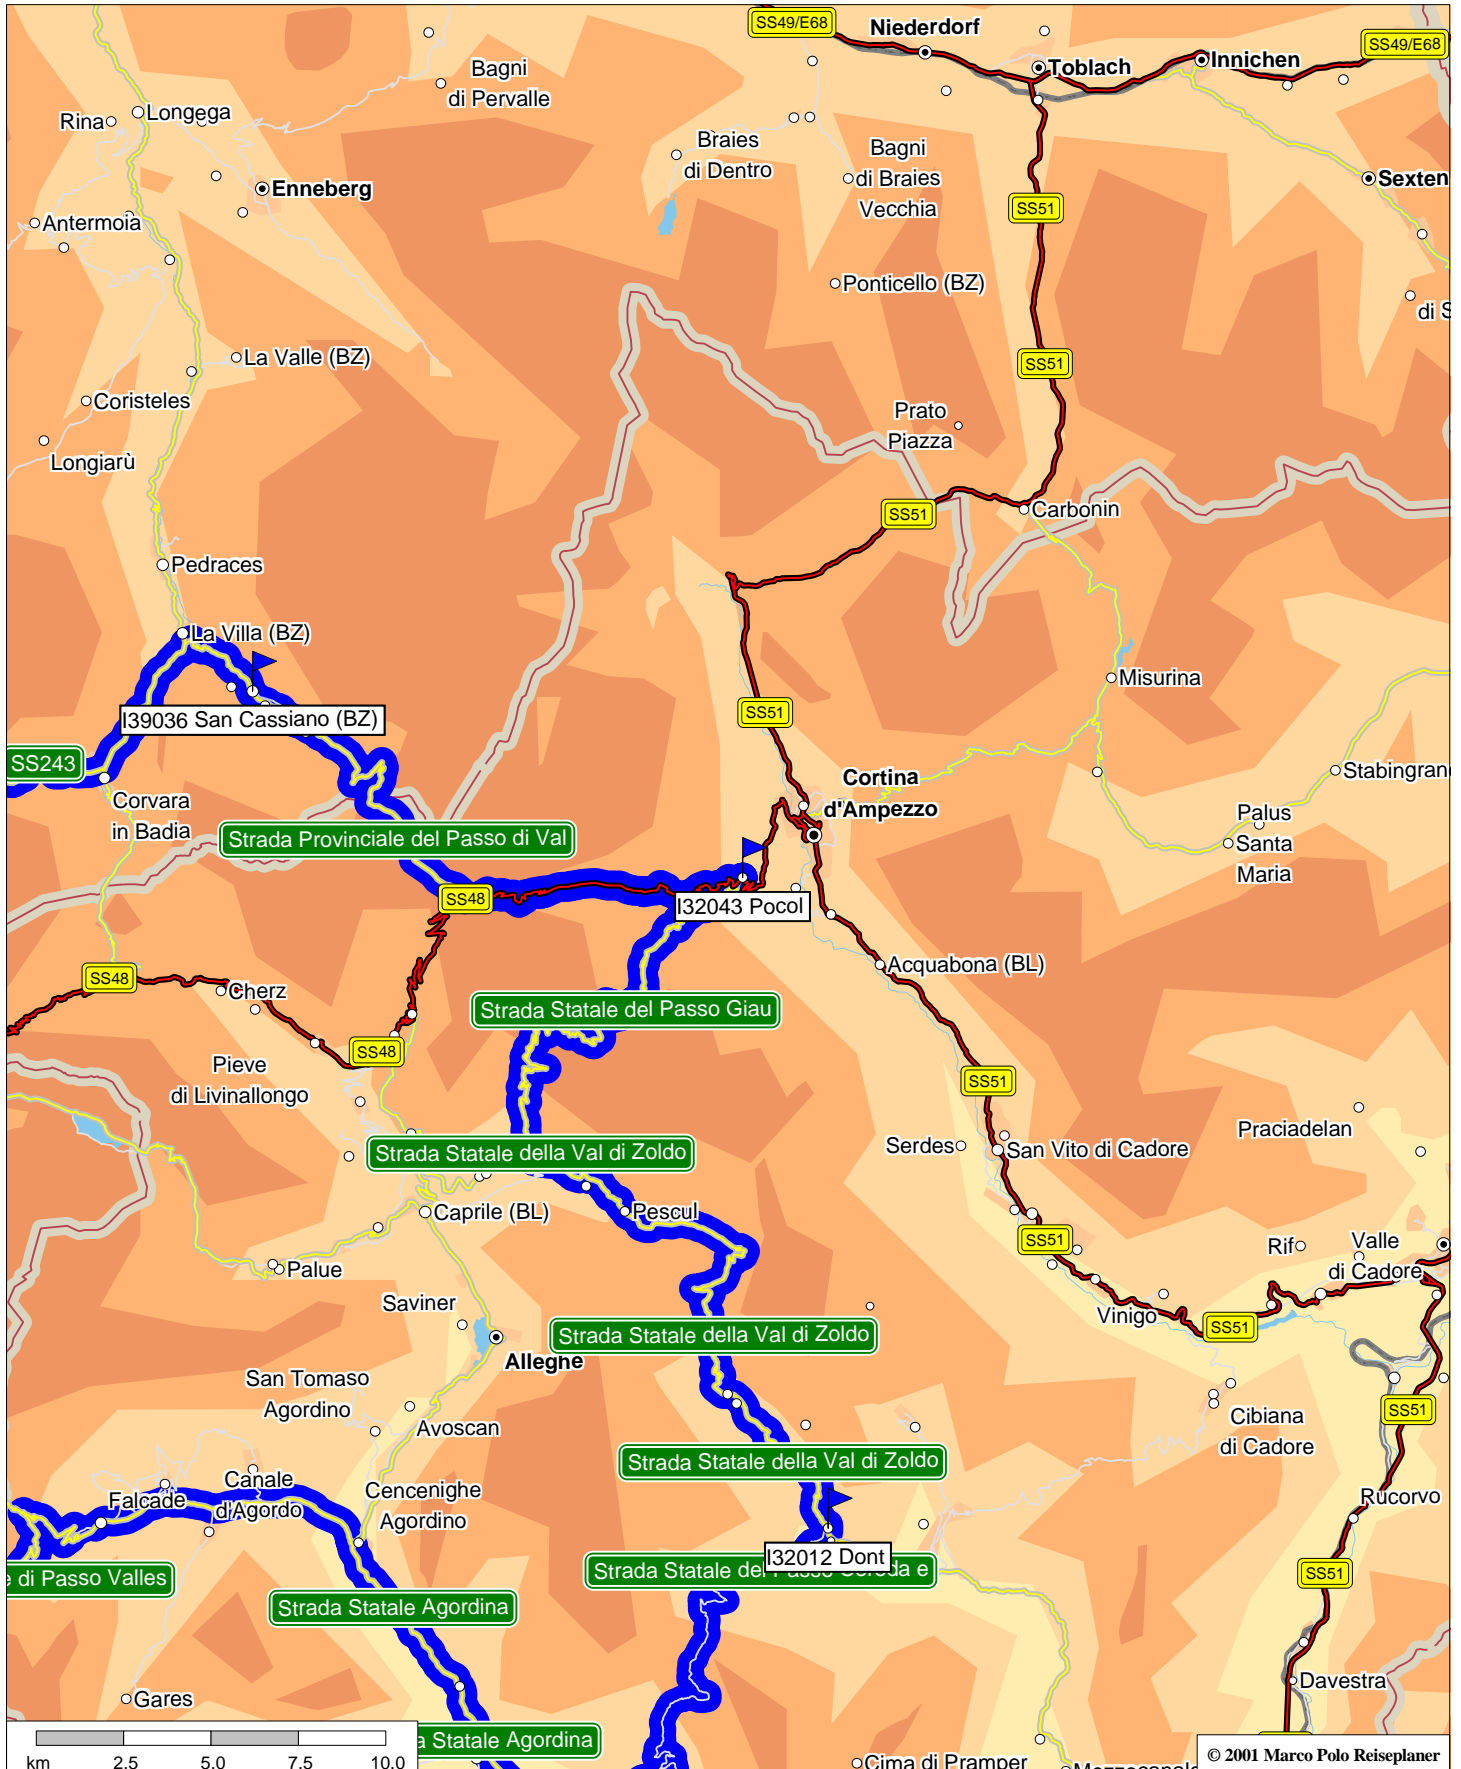 SS49/E68
Niederdorf
SS49/E68
Toblach
Innichen
Bagni
di Pervalle
Rina
Longega
Braies
di Dentro
Bagni
di Braies
Vecchia
Enneberg
Sexten
SS51
Antermoia
Ponticello (BZ)
di S
La Valle (BZ)
SS51
Coristeles
Prato
Piazza
Longiarù
SS51
Carbonin
Pedraces
La Villa (BZ)
Misurina
I39036 San Cassiano (BZ)
SS51
SS243
Stabingran
Cortina
d'Ampezzo
Corvara
in Badia
Palus
Santa
Maria
Strada Provinciale del Passo di Val
SS48
I32043 Pocol
Acquabona (BL)
SS48
Cherz
Strada Statale del Passo Giau
SS48
Pieve
di Livinallongo
SS51
Praciadelan
Serdes
San Vito di Cadore
Strada Statale della Val di Zoldo
Caprile (BL)
Pescul
SS51
Rif
Valle
di Cadore
Palue
Saviner
Vinigo
SS51
Strada Statale della Val di Zoldo
Alleghe
San Tomaso
Agordino
Avoscan
SS51
Cibiana
di Cadore
Strada Statale della Val di Zoldo
Canale
d'Agordo
Falcade
Cencenighe
Agordino
Rucorvo
I32012 Dont
Strada Statale del Passo Cereda e
SS51
e di Passo Valles
Strada Statale Agordina
Davestra
Gares
a Statale Agordina
Cima di Pramper
Mezzocanale
km 2.5 5.0 7.5 10.0
© 2001 Marco Polo Reiseplaner